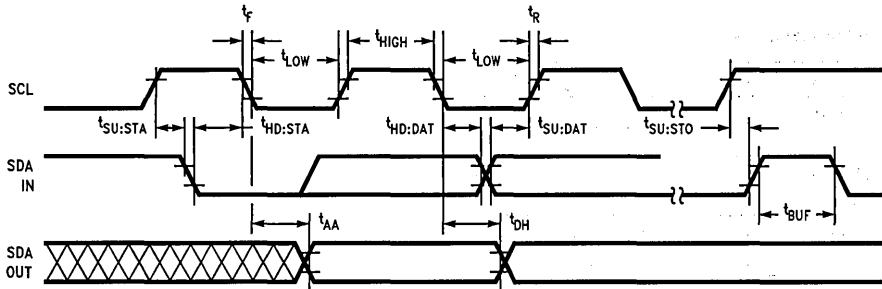 tF
tR
tLOW
tHIGH
tLOW
SCL
tSU:STA
tHD:STA
tHD:DAT
tSU:DAT
tSU:STO
SDA
IN
tBUF
tAA
tDH
SDA
OUT